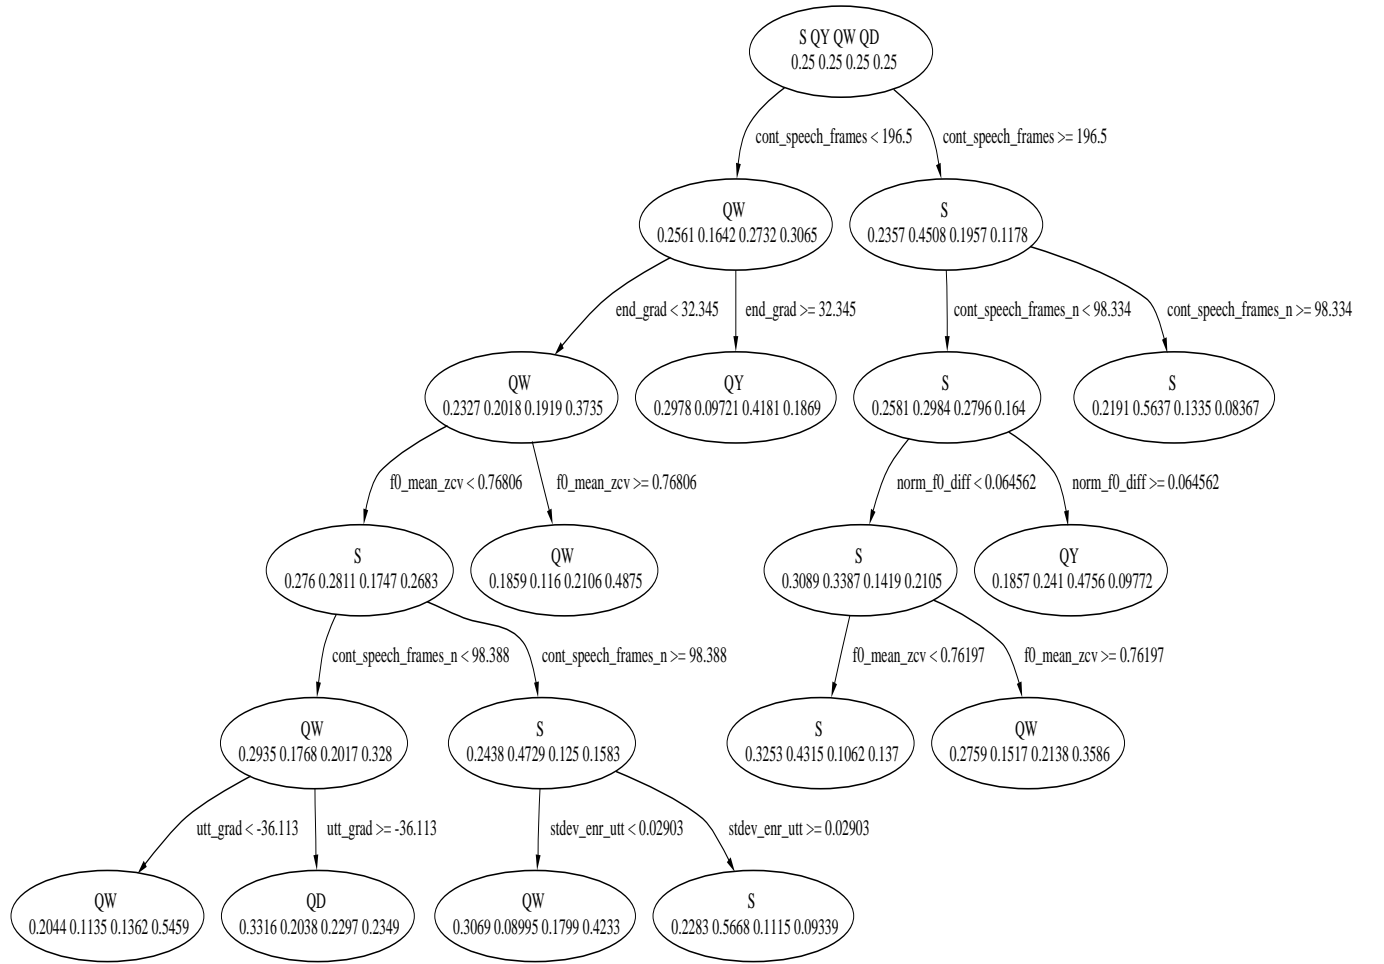 S QY QW QD
0.25 0.25 0.25 0.25
cont_speech_frames < 196.5
cont_speech_frames >= 196.5
QW
0.2561 0.1642 0.2732 0.3065
S
0.2357 0.4508 0.1957 0.1178
end_grad < 32.345
end_grad >= 32.345
cont_speech_frames_n < 98.334
cont_speech_frames_n >= 98.334
QW
0.2327 0.2018 0.1919 0.3735
QY
0.2978 0.09721 0.4181 0.1869
S
0.2581 0.2984 0.2796 0.164
S
0.2191 0.5637 0.1335 0.08367
f0_mean_zcv < 0.76806
f0_mean_zcv >= 0.76806
norm_f0_diff < 0.064562
norm_f0_diff >= 0.064562
S
0.276 0.2811 0.1747 0.2683
QW
0.1859 0.116 0.2106 0.4875
S
0.3089 0.3387 0.1419 0.2105
QY
0.1857 0.241 0.4756 0.09772
cont_speech_frames_n < 98.388
cont_speech_frames_n >= 98.388
f0_mean_zcv < 0.76197
f0_mean_zcv >= 0.76197
QW
0.2935 0.1768 0.2017 0.328
S
0.2438 0.4729 0.125 0.1583
S
0.3253 0.4315 0.1062 0.137
QW
0.2759 0.1517 0.2138 0.3586
utt_grad < -36.113
utt_grad >= -36.113
stdev_enr_utt < 0.02903
stdev_enr_utt >= 0.02903
QW
0.2044 0.1135 0.1362 0.5459
QD
0.3316 0.2038 0.2297 0.2349
QW
0.3069 0.08995 0.1799 0.4233
S
0.2283 0.5668 0.1115 0.09339